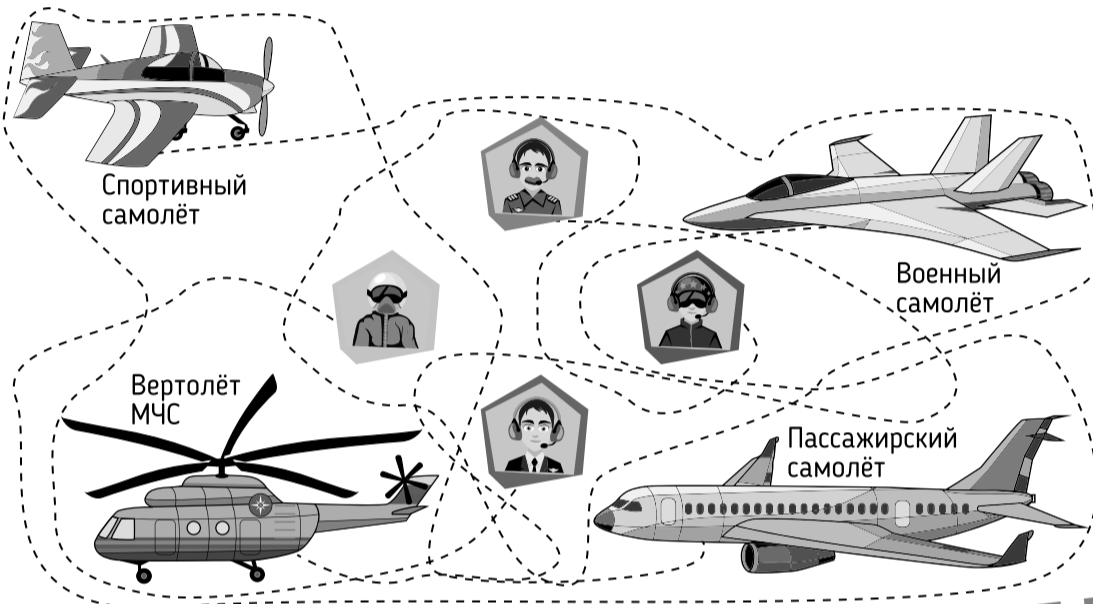 Спортивный
самолёт
Военный
самолёт
Вертолёт
МЧС
Пассажирский
самолёт